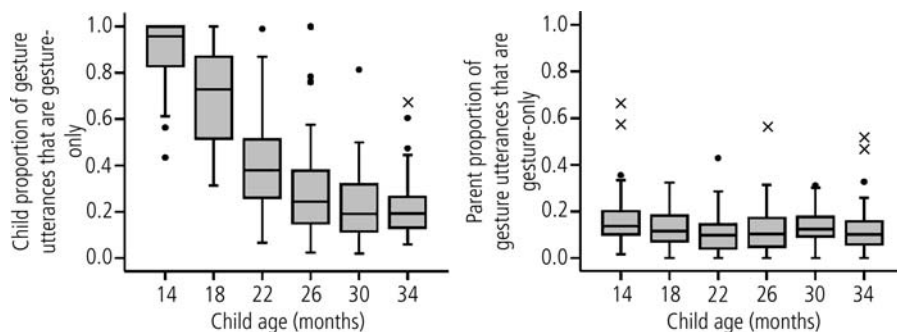 Child proportion of gesture
utterances that are gesture-
only
1.0
0.8
0.6
0.4
0.2
0.0
14 18 22 26 30 34
Child age (months)
Parent proportion of
gesture utterances that are
gesture-only
1.0
0.8
0.6
0.4
0.2
0.0
14 18 22 26 30 34
Child age (months)